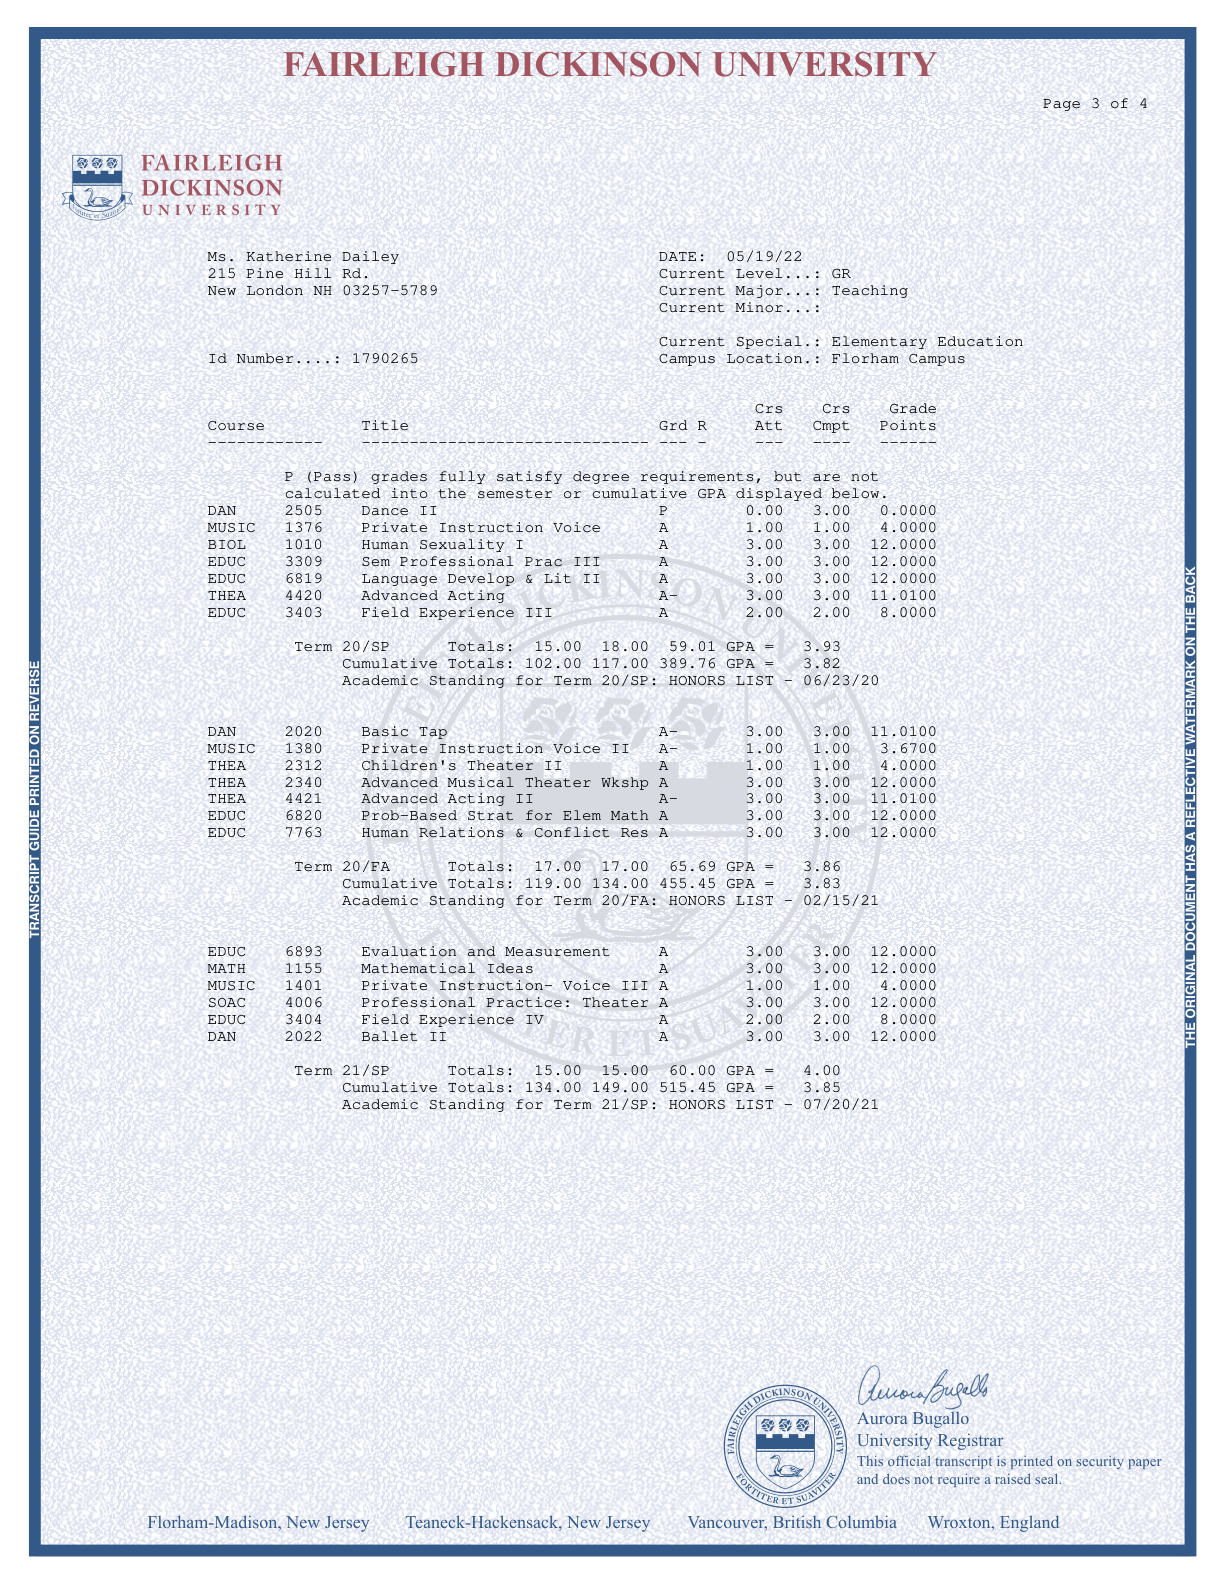 FAIRLEIGH DICKINSON UNIVERSITY
Page 3 of 4
FAIRLEIGH
DICKINSON
UNIVERSITY
Ms. Katherine Dailey DATE: 05/19/22
215 Pine Hill Rd. Current Level...: GR
New London NH 03257-5789 Current Major...: Teaching
Current Minor...:
Current Special.: Elementary Education
Id Number....: 1790265 Campus Location.: Florham Campus
Crs Crs Grade
Course Title Grd R Att Cmpt Points
------------ ------------------------------ --- - --- ---- ------
P (Pass) grades fully satisfy degree requirements, but are not
calculated into the semester or cumulative GPA displayed below.
DAN 2505 Dance II P 0.00 3.00 0.0000
MUSIC 1376 Private Instruction Voice A 1.00 1.00 4.0000
BIOL 1010 Human Sexuality I A 3.00 3.00 12.0000
EDUC 3309 Sem Professional Prac III A 3.00 3.00 12.0000
EDUC 6819 Language Develop & Lit II A 3.00 3.00 12.0000
THEA 4420 Advanced Acting A- 3.00 3.00 11.0100
EDUC 3403 Field Experience III A 2.00 2.00 8.0000
Term 20/SP Totals: 15.00 18.00 59.01 GPA = 3.93
Cumulative Totals: 102.00 117.00 389.76 GPA = 3.82
Academic Standing for Term 20/SP: HONORS LIST - 06/23/20
DAN 2020 Basic Tap A- 3.00 3.00 11.0100
MUSIC 1380 Private Instruction Voice II A- 1.00 1.00 3.6700
THEA 2312 Children's Theater II A 1.00 1.00 4.0000
THEA 2340 Advanced Musical Theater Wkshp A 3.00 3.00 12.0000
THEA 4421 Advanced Acting II A- 3.00 3.00 11.0100
EDUC 6820 Prob-Based Strat for Elem Math A 3.00 3.00 12.0000
EDUC 7763 Human Relations & Conflict Res A 3.00 3.00 12.0000
Term 20/FA Totals: 17.00 17.00 65.69 GPA = 3.86
Cumulative Totals: 119.00 134.00 455.45 GPA = 3.83
Academic Standing for Term 20/FA: HONORS LIST - 02/15/21
EDUC 6893 Evaluation and Measurement A 3.00 3.00 12.0000
MATH 1155 Mathematical Ideas A 3.00 3.00 12.0000
MUSIC 1401 Private Instruction- Voice III A 1.00 1.00 4.0000
SOAC 4006 Professional Practice: Theater A 3.00 3.00 12.0000
EDUC 3404 Field Experience IV A 2.00 2.00 8.0000
DAN 2022 Ballet II A 3.00 3.00 12.0000
Term 21/SP Totals: 15.00 15.00 60.00 GPA = 4.00
Cumulative Totals: 134.00 149.00 515.45 GPA = 3.85
Academic Standing for Term 21/SP: HONORS LIST - 07/20/21
TRANSCRIPT GUIDE PRINTED ON REVERSE
THE ORIGINAL DOCUMENT HAS A REFLECTIVE WATERMARK ON THE BACK
FAIRLEIGH DICKINSON UNIVERSITY
FORTITER ET SUAVITER
Aurora Bugallo
Aurora Bugallo
University Registrar
This official transcript is printed on security paper
and does not require a raised seal.
Florham-Madison, New Jersey Teaneck-Hackensack, New Jersey Vancouver, British Columbia Wroxton, England